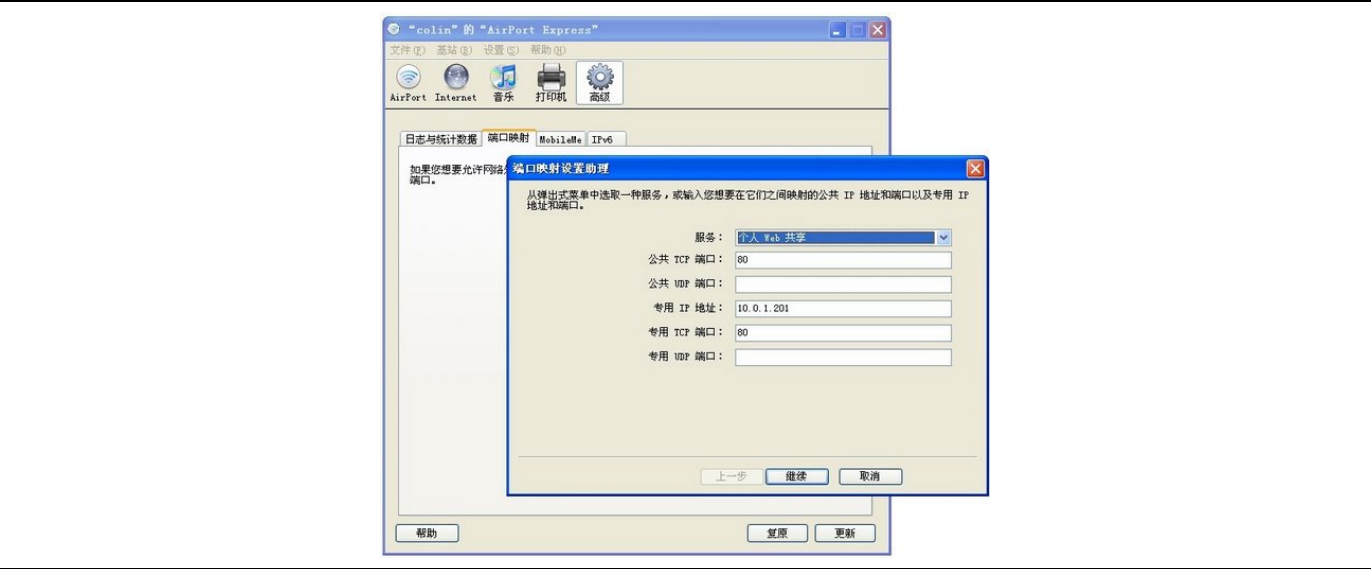 “colin”的“AirPort Express”
文件(F) 基站(B) 设置(S) 帮助(H)
AirPort Internet 音乐 打印机 高级
日志与统计数据 端口映射 MobileMe IPv6
如果您想要允许网络
端口。
端口映射设置助理
从弹出式菜单中选取一种服务，或输入您想要在它们之间映射的公共 IP 地址和端口以及专用 IP
地址和端口。
服务： 个人 Web 共享
公共 TCP 端口： 80
公共 UDP 端口：
专用 IP 地址： 10.0.1.201
专用 TCP 端口： 80
专用 UDP 端口：
上一步 继续 取消
帮助 复原 更新